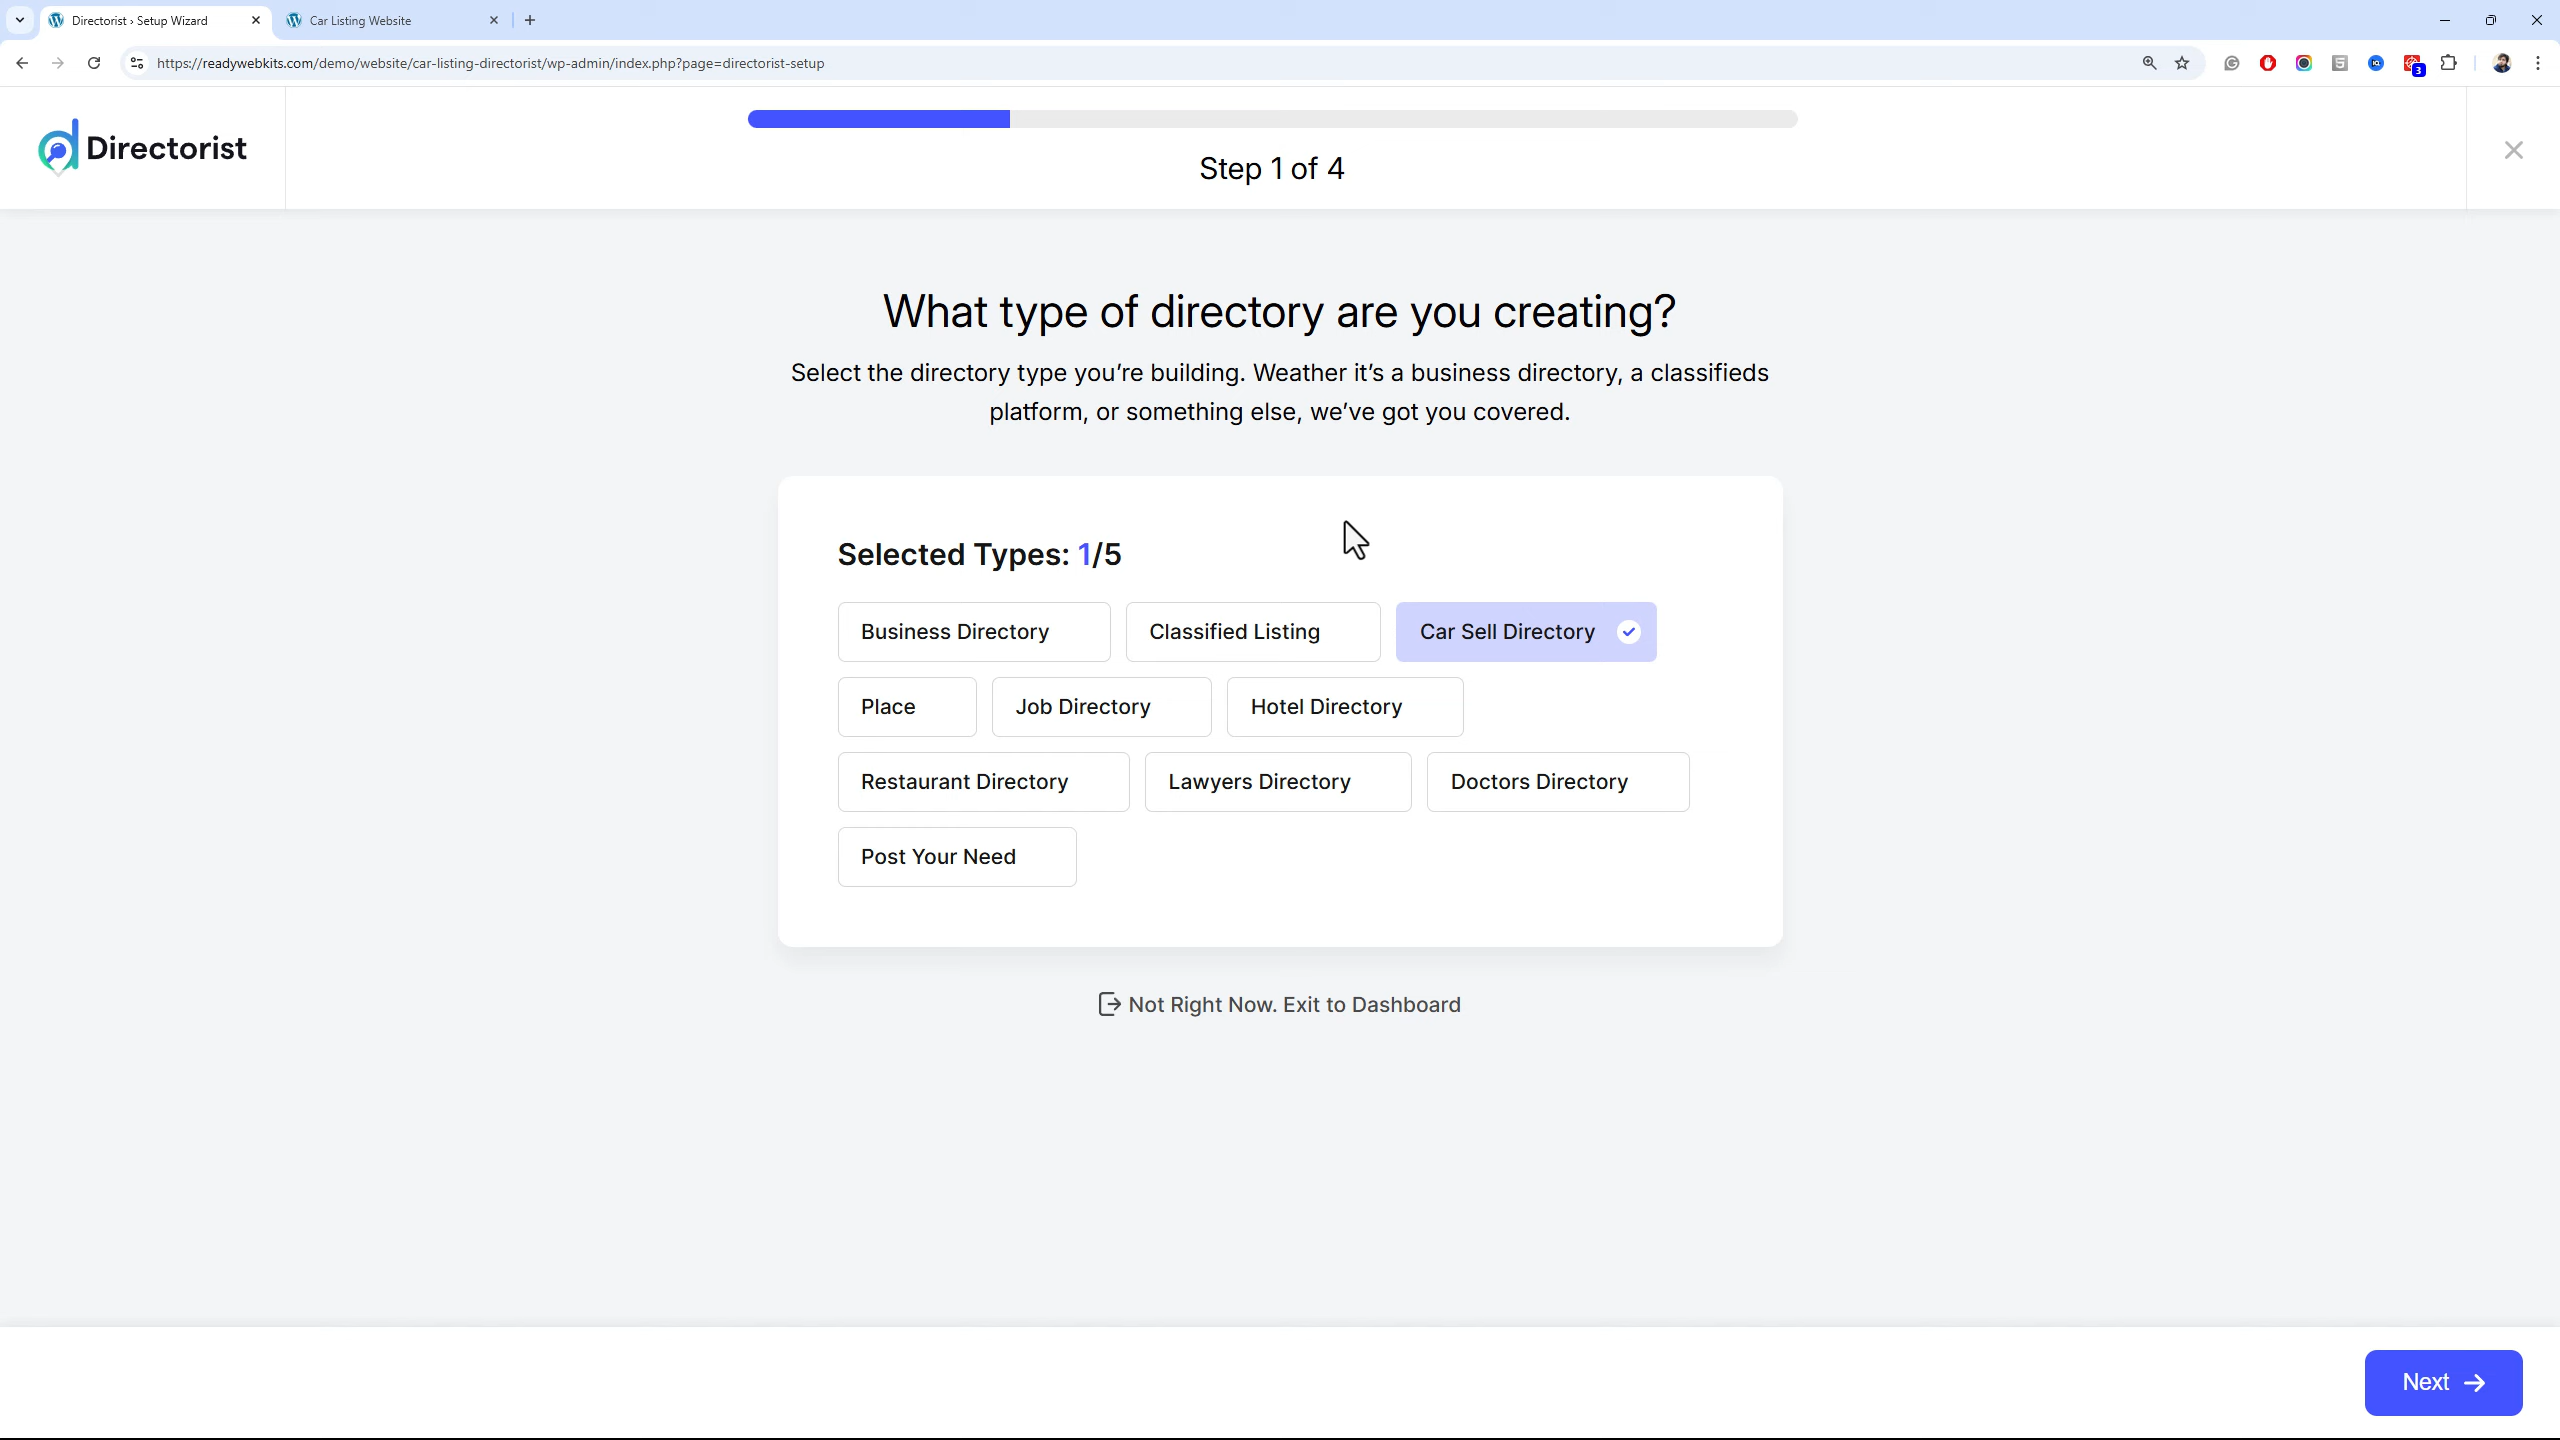 Directorist › Setup Wizard
Car Listing Website
https://readywebkits.com/demo/website/car-listing-directorist/wp-admin/index.php?page=directorist-setup
3
Directorist
Step 1 of 4
What type of directory are you creating?
Select the directory type you're building. Weather it's a business directory, a classifieds
platform, or something else, we've got you covered.
Selected Types: 1/5
Business Directory
Classified Listing
Car Sell Directory
Place
Job Directory
Hotel Directory
Restaurant Directory
Lawyers Directory
Doctors Directory
Post Your Need
Not Right Now. Exit to Dashboard
Next